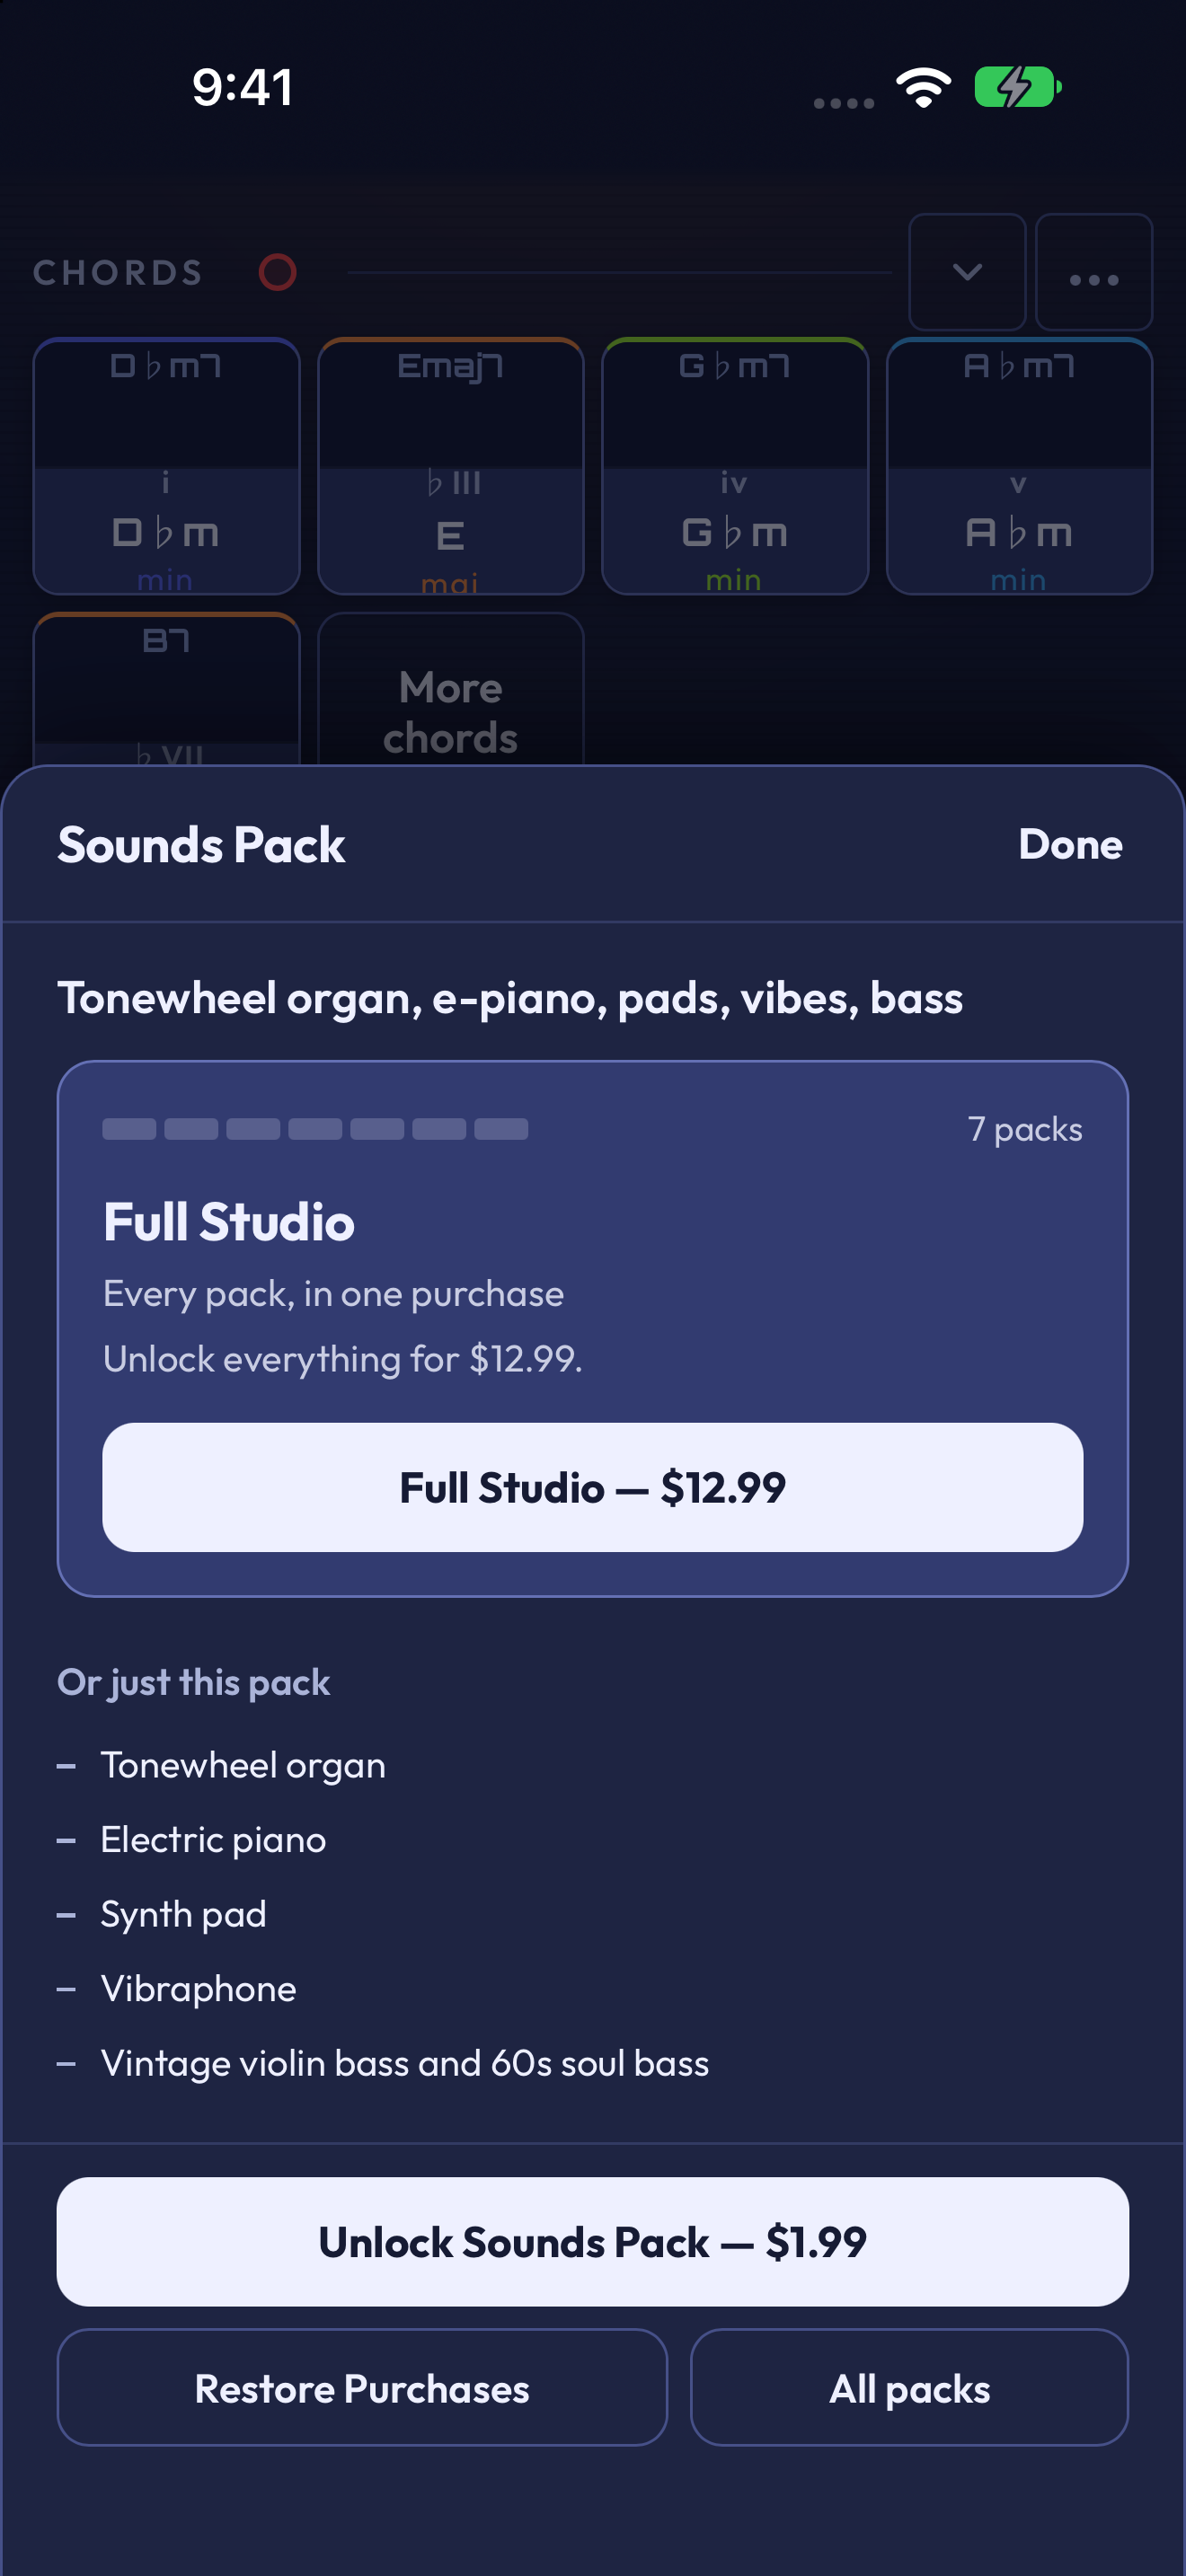 9:41
CHORDS
D♭m7 Emaj7 G♭m7 A♭m7
i ♭III iv v
D♭m E G♭m A♭m
min maj min min
B7
More
chords
♭VII
Sounds Pack Done
Tonewheel organ, e-piano, pads, vibes, bass
7 packs
Full Studio
Every pack, in one purchase
Unlock everything for $12.99.
Full Studio — $12.99
Or just this pack
– Tonewheel organ
– Electric piano
– Synth pad
– Vibraphone
– Vintage violin bass and 60s soul bass
Unlock Sounds Pack — $1.99
Restore Purchases All packs